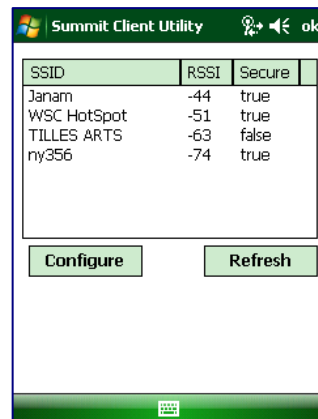 Summit Client Utility ok
SSID RSSI Secure
Janam -44 true
WSC HotSpot -51 true
TILLES ARTS -63 false
ny356 -74 true
Configure Refresh